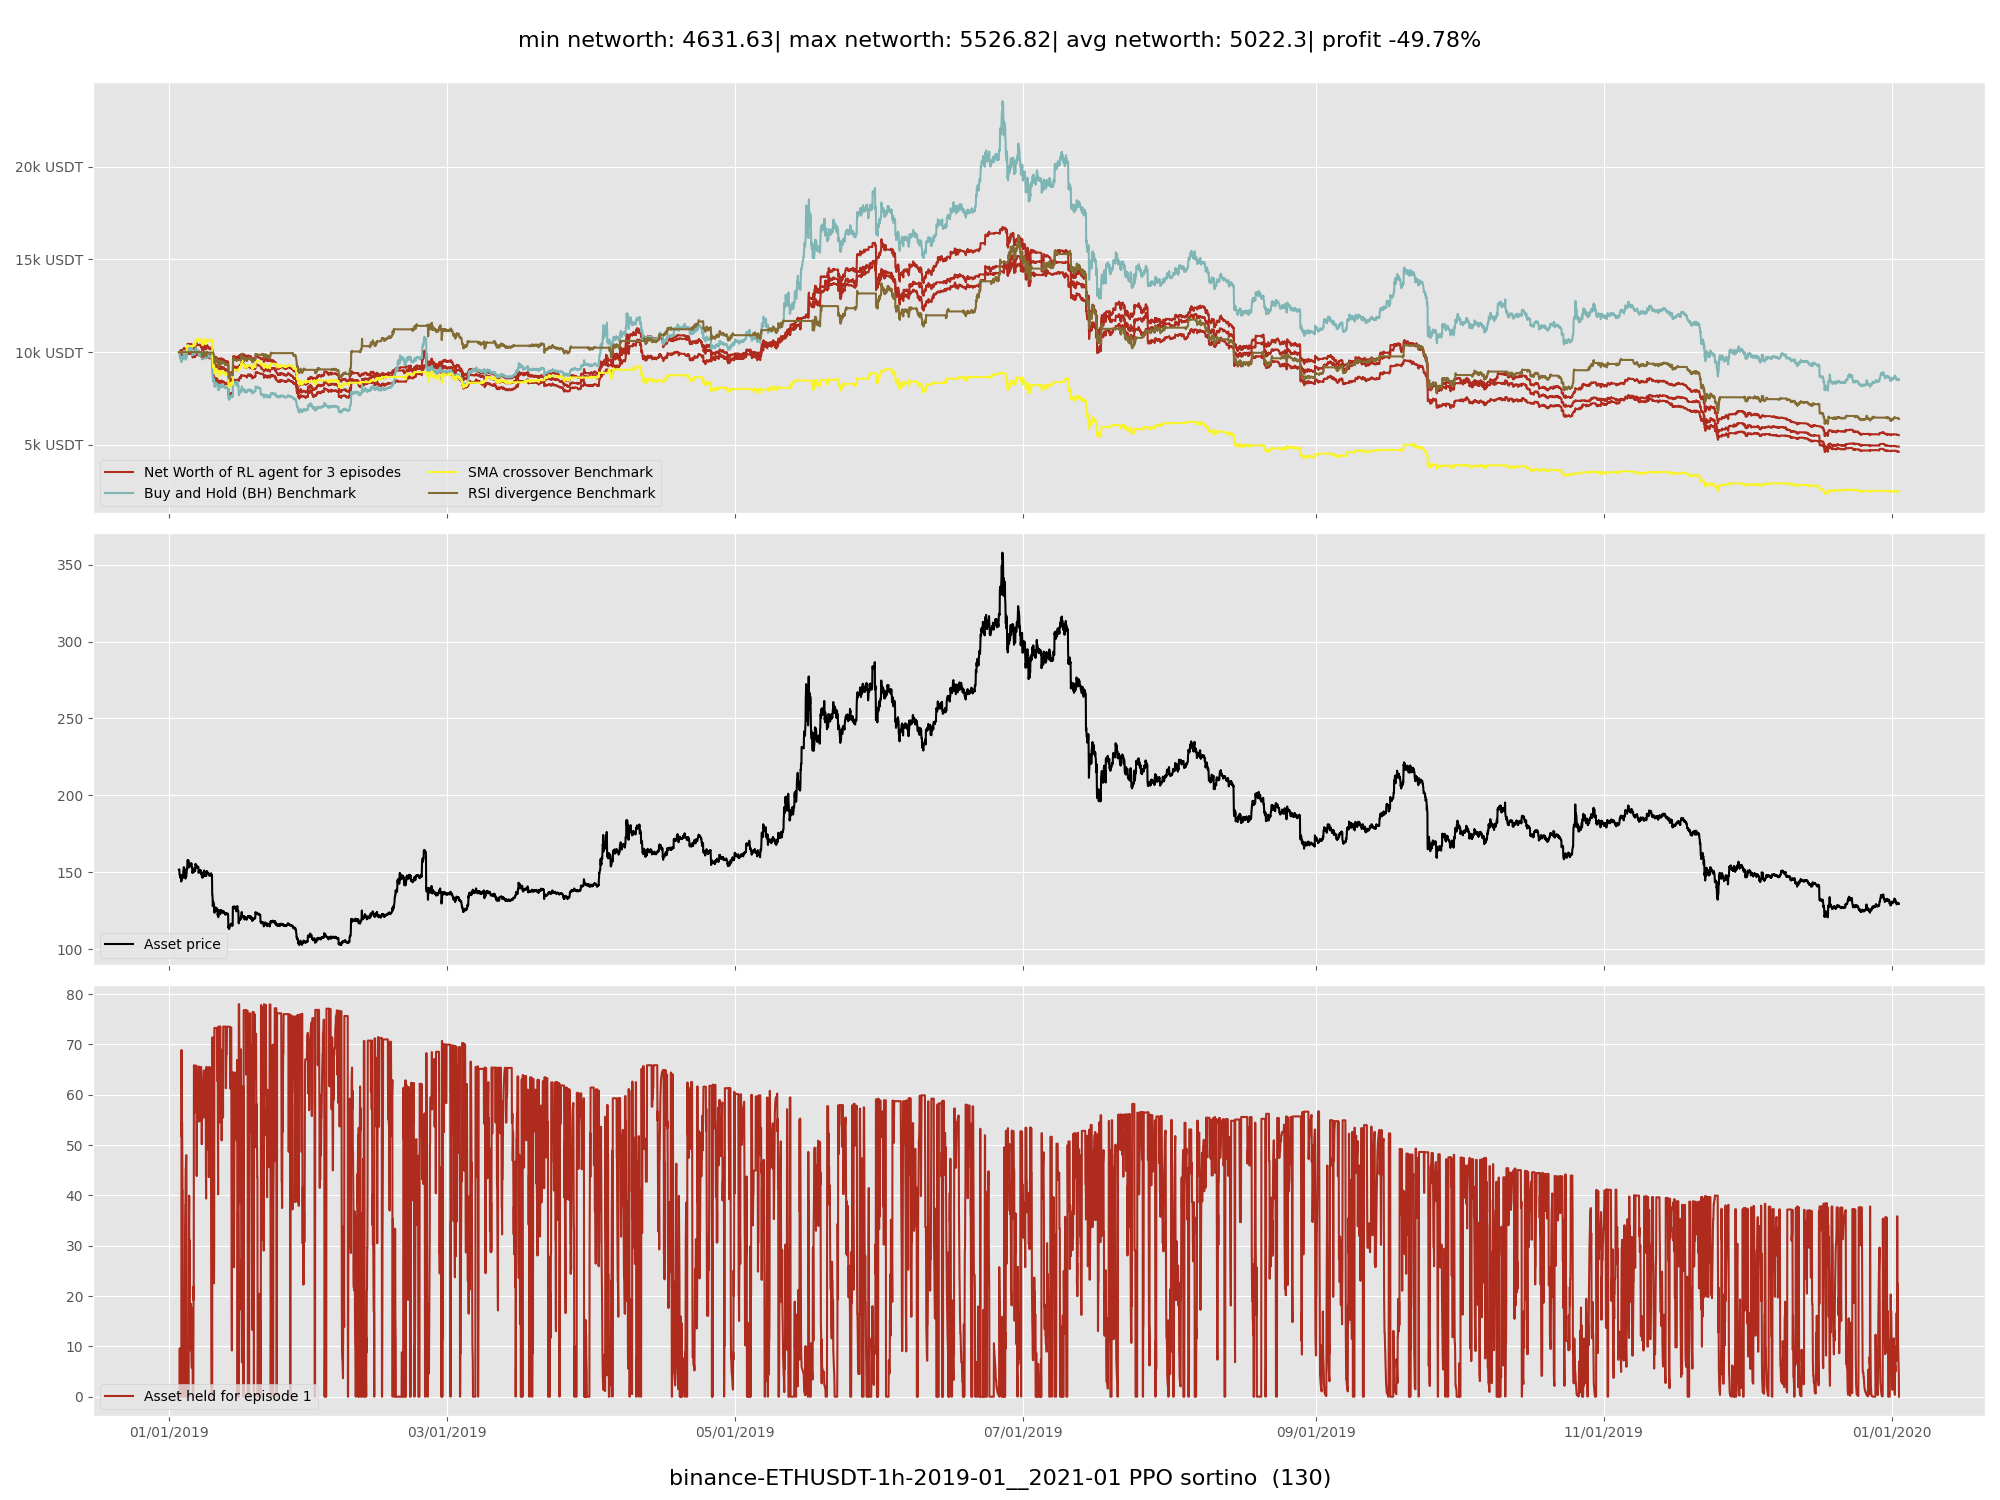 min networth: 4631.63| max networth: 5526.82| avg networth: 5022.3| profit -49.78%
20k USDT
15k USDT
10k USDT
5k USDT
Net Worth of RL agent for 3 episodes
Buy and Hold (BH) Benchmark
SMA crossover Benchmark
RSI divergence Benchmark
350
300
250
200
150
100
Asset price
80
70
60
50
40
30
20
10
0
Asset held for episode 1
01/01/2019 03/01/2019 05/01/2019 07/01/2019 09/01/2019 11/01/2019 01/01/2020
binance-ETHUSDT-1h-2019-01__2021-01 PPO sortino (130)